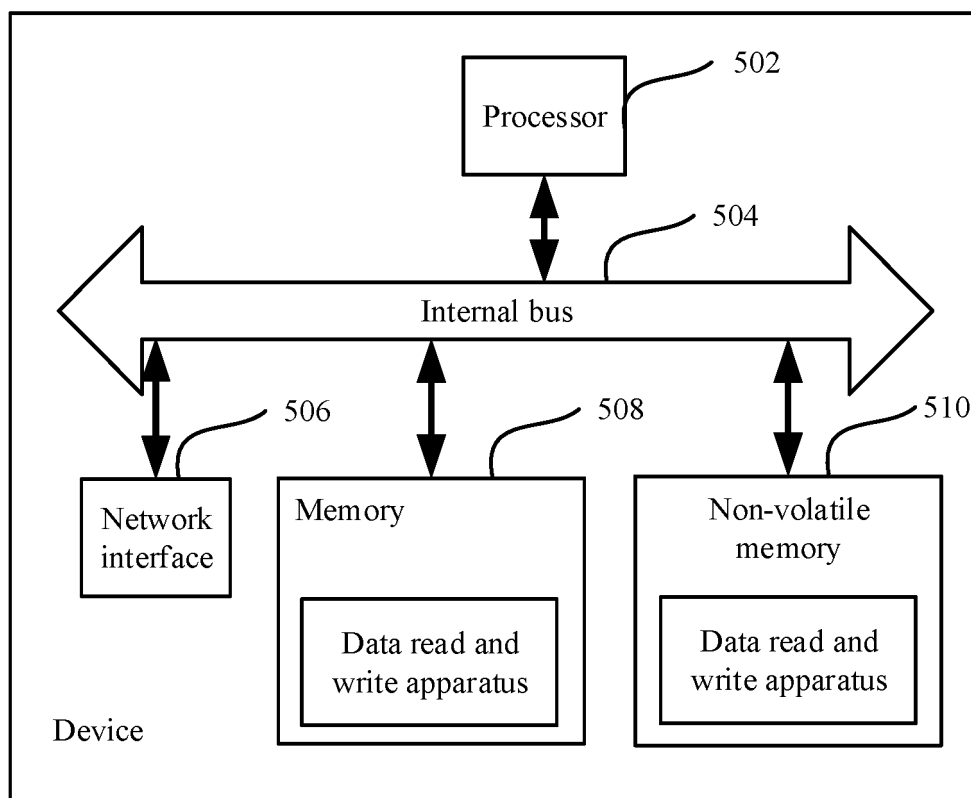 502
Processor
504
Internal bus
506
508
510
Network
interface
Memory
Non-volatile
memory
Data read and
write apparatus
Data read and
write apparatus
Device